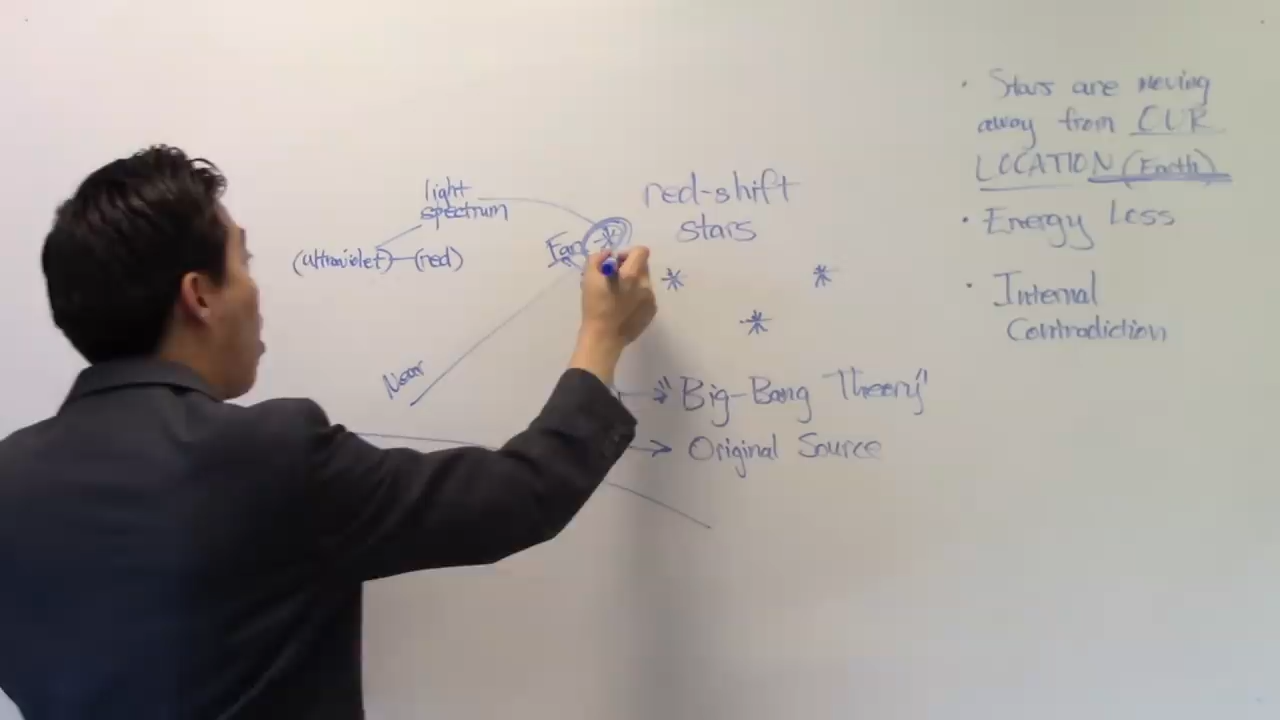 light
spectrum
(ultraviolet) (red)
Far
Near
red-shift
stars
"Big-Bang Theory"
Original Source
• Stars are moving
away from OUR
LOCATION (Earth)
• Energy Loss
• Internal
Contradiction